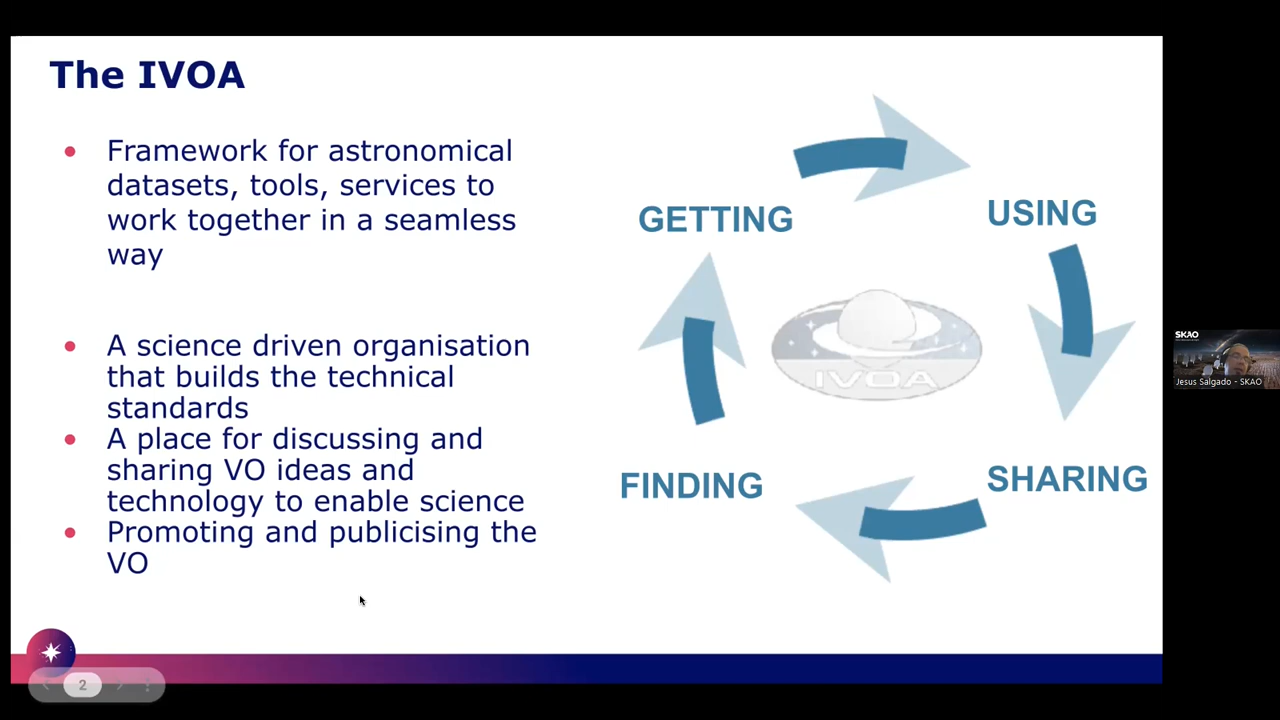 The IVOA
Framework for astronomical
datasets, tools, services to
work together in a seamless
way
A science driven organisation
that builds the technical
standards
A place for discussing and
sharing VO ideas and
technology to enable science
Promoting and publicising the
VO
GETTING
USING
IVOA
FINDING
SHARING
SKAO
Jesus Salgado - SKAO
2